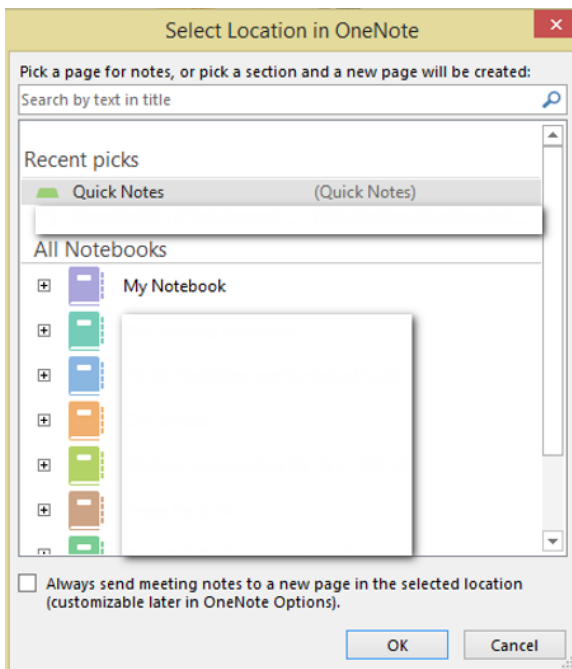 Select Location in OneNote
Pick a page for notes, or pick a section and a new page will be created:
Search by text in title
Recent picks
Quick Notes (Quick Notes)
All Notebooks
My Notebook
Always send meeting notes to a new page in the selected location
(customizable later in OneNote Options).
OK Cancel